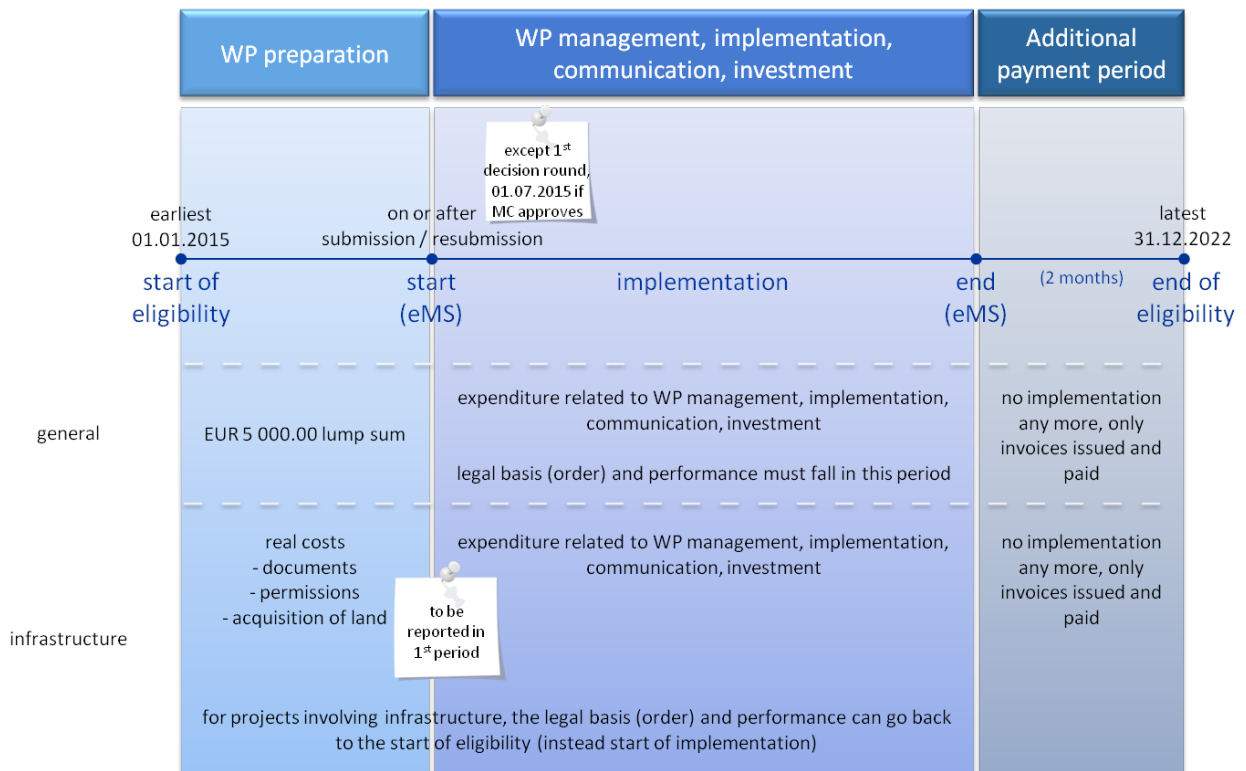 WP preparation
WP management, implementation,
communication, investment
Additional
payment period
except 1st
decision round,
01.07.2015 if
MC approves
earliest
01.01.2015
on or after
submission / resubmission
latest
31.12.2022
start of
eligibility
start
(eMS)
implementation
end
(eMS)
(2 months)
end of
eligibility
general
EUR 5 000.00 lump sum
expenditure related to WP management, implementation,
communication, investment
legal basis (order) and performance must fall in this period
no implementation
any more, only
invoices issued and
paid
infrastructure
real costs
- documents
- permissions
- acquisition of land
to be
reported in
1st period
expenditure related to WP management, implementation,
communication, investment
no implementation
any more, only
invoices issued and
paid
for projects involving infrastructure, the legal basis (order) and performance can go back
to the start of eligibility (instead start of implementation)